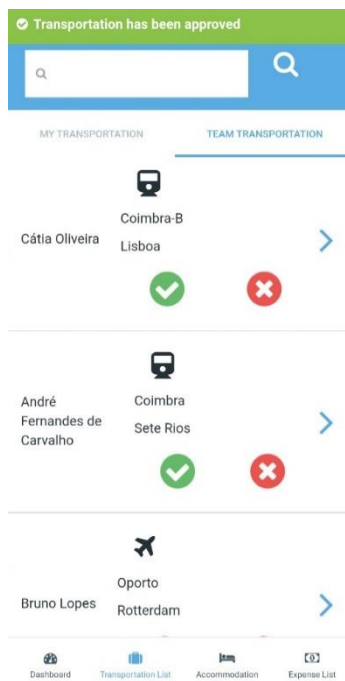 Transportation has been approved
MY TRANSPORTATION
TEAM TRANSPORTATION
Coimbra-B
Cátia Oliveira
Lisboa
André
Fernandes de
Carvalho
Coimbra
Sete Rios
Oporto
Bruno Lopes
Rotterdam
Dashboard
Transportation List
Accommodation
Expense List